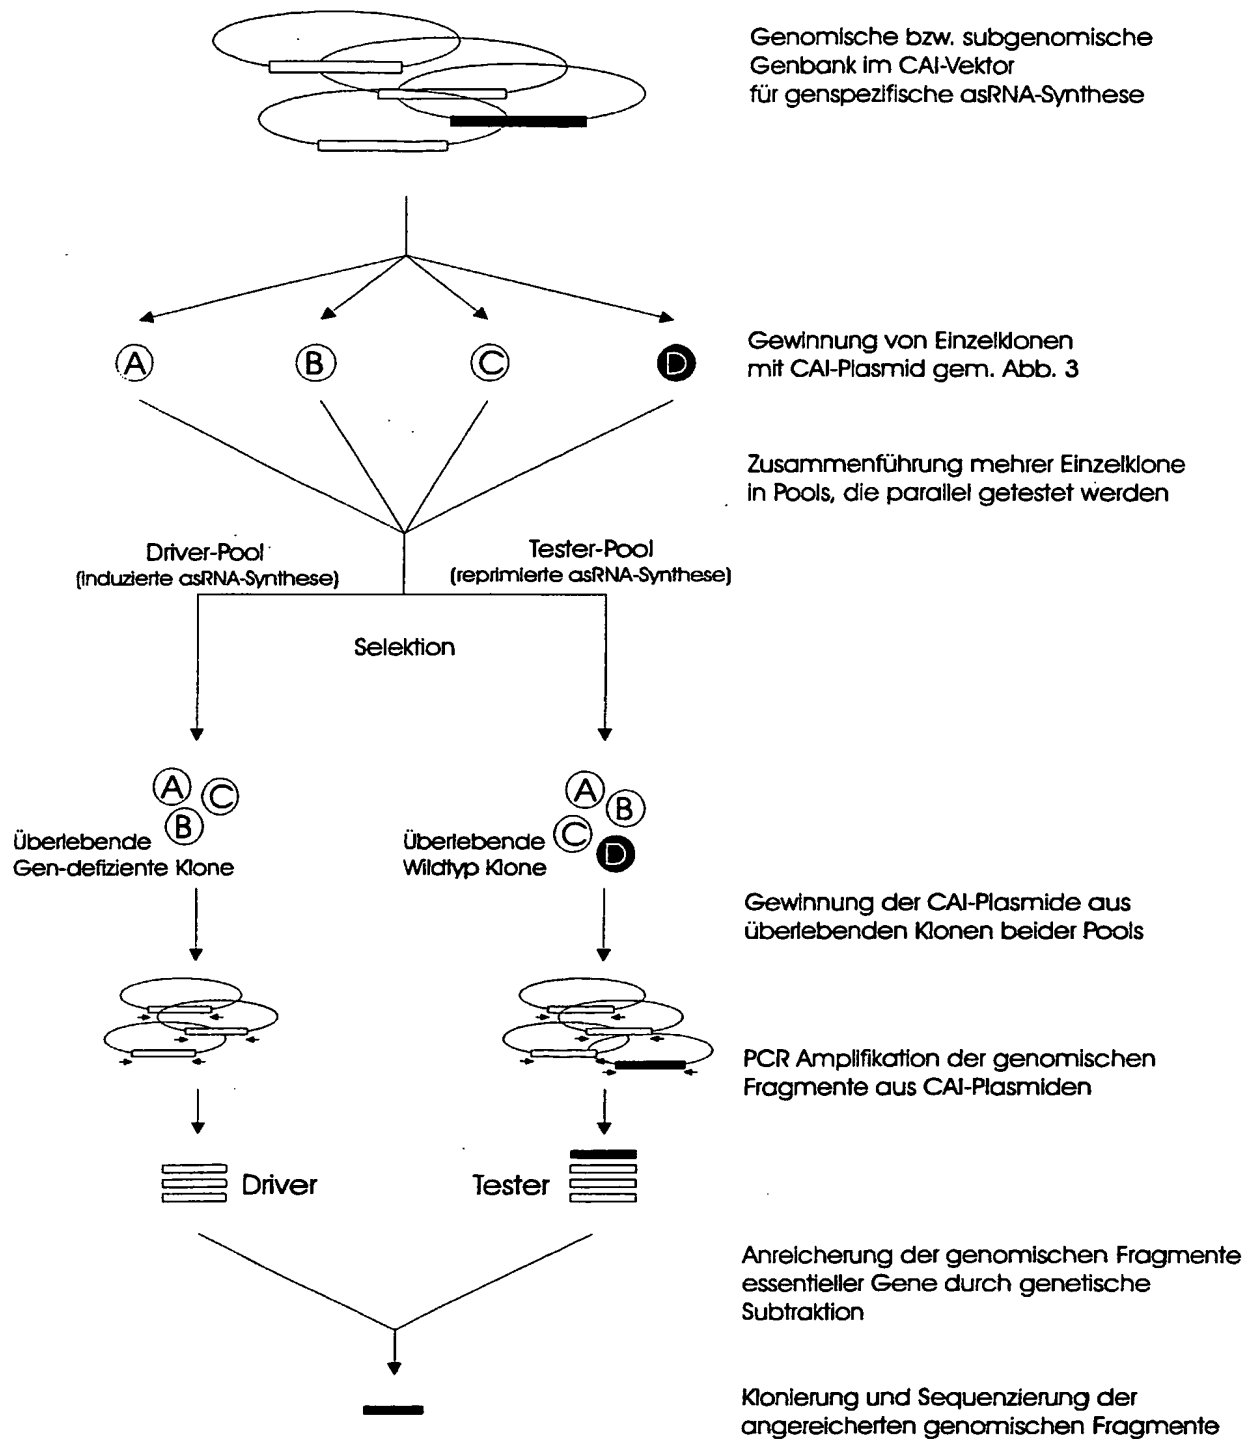 Genomische bzw. subgenomische
Genbank im CAI-Vektor
für genspezifische asRNA-Synthese
A
B
C
D
Gewinnung von Einzelklonen
mit CAI-Plasmid gem. Abb. 3
Zusammenführung mehrer Einzelklone
in Pools, die parallel getestet werden
Driver-Pool
(induzierte asRNA-Synthese)
Tester-Pool
(reprimierte asRNA-Synthese)
Selektion
A
C
B
Überlebende
Gen-defiziente Klone
A
B
C
D
Überlebende
Wildtyp Klone
Gewinnung der CAI-Plasmide aus
überlebenden Klonen beider Pools
PCR Amplifikation der genomischen
Fragmente aus CAI-Plasmiden
Driver
Tester
Anreicherung der genomischen Fragmente
essentieller Gene durch genetische
Subtraktion
Klonierung und Sequenzierung der
angereicherten genomischen Fragmente